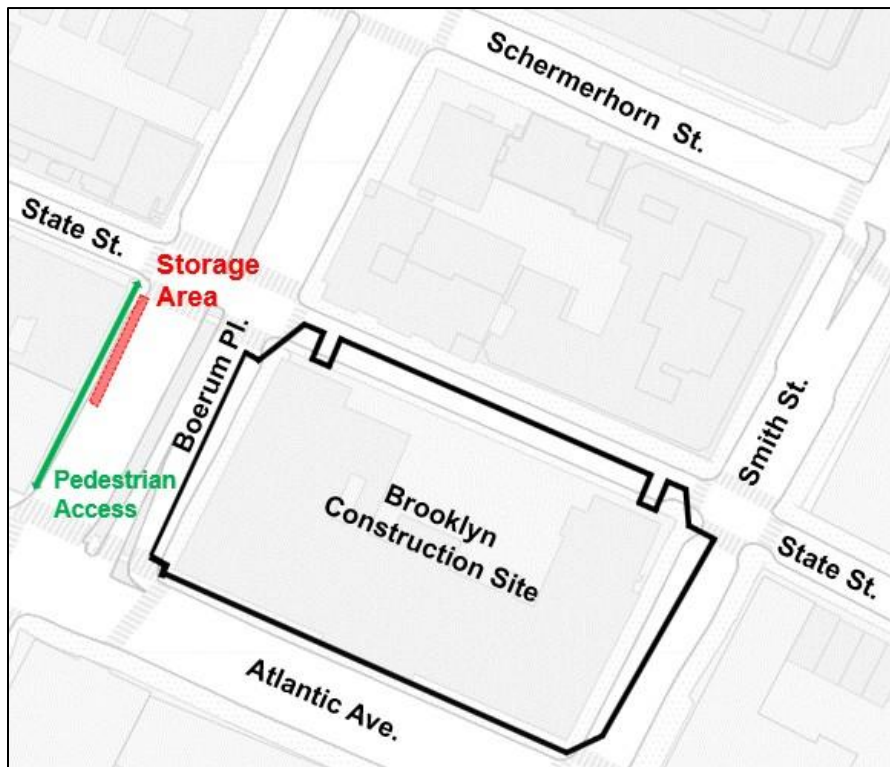 Schermerhorn St.
State St.
Storage
Area
Boerum Pl.
Smith St.
Pedestrian
Access
Brooklyn
Construction Site
State St.
Atlantic Ave.